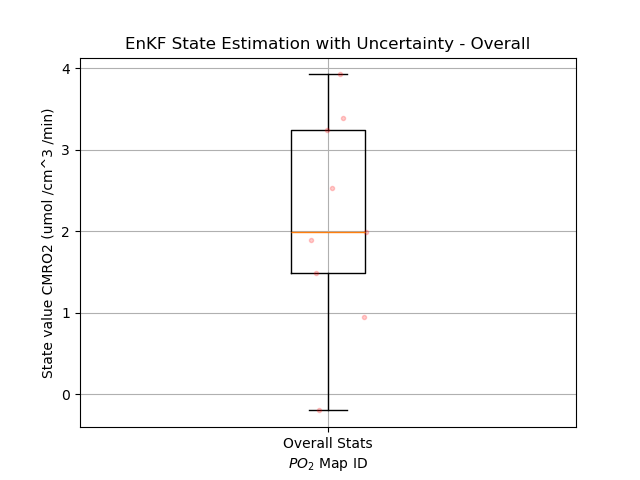 EnKF State Estimation with Uncertainty - Overall
State value CMRO2 (umol /cm^3 /min)
4
3
2
1
0
Overall Stats
PO₂ Map ID